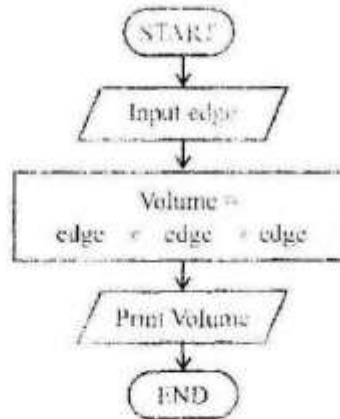 START
Input edge
Volume =
edge × edge × edge
Print Volume
END